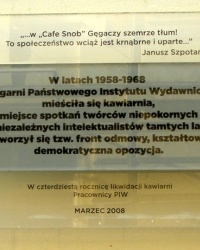 „...w „Cafe Snob” Gęgaczy szemrze tłum!
To społeczeństwo wciąż jest krnąbrne i uparte...”
Janusz Szpotań
W latach 1958-1968
garni Państwowego Instytutu Wydawnic
mieściła się kawiarnia,
miejsce spotkań twórców niepokornych
niezależnych intelektualistów tamtych la
worzył się tzw. front odmowy, kształtow
demokratyczna opozycja.
W czterdziestą rocznicę likwidacji kawiarni
Pracownicy PIW
MARZEC 2008